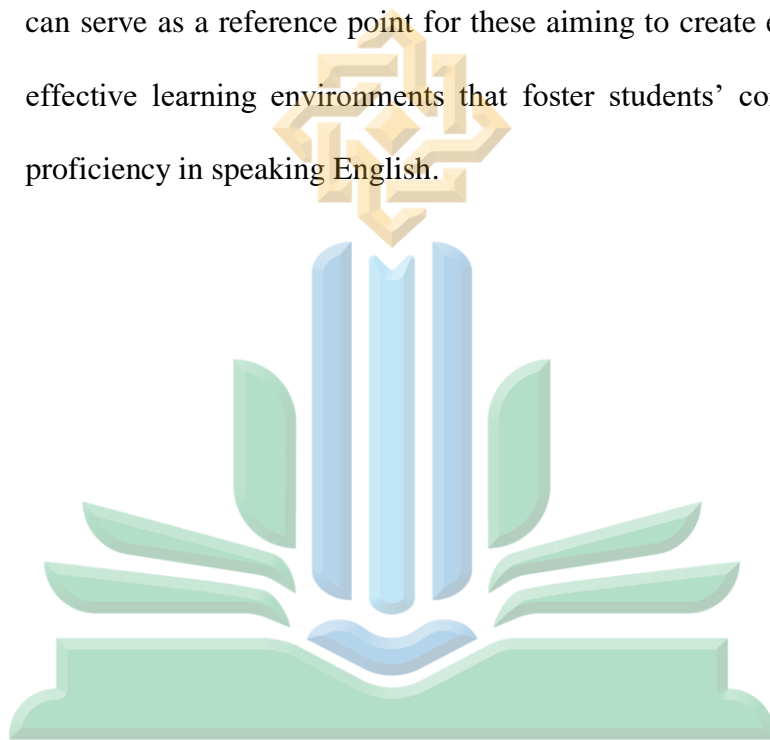 can serve as a reference point for these aiming to create
effective learning environments that foster students’
proficiency in speaking English.